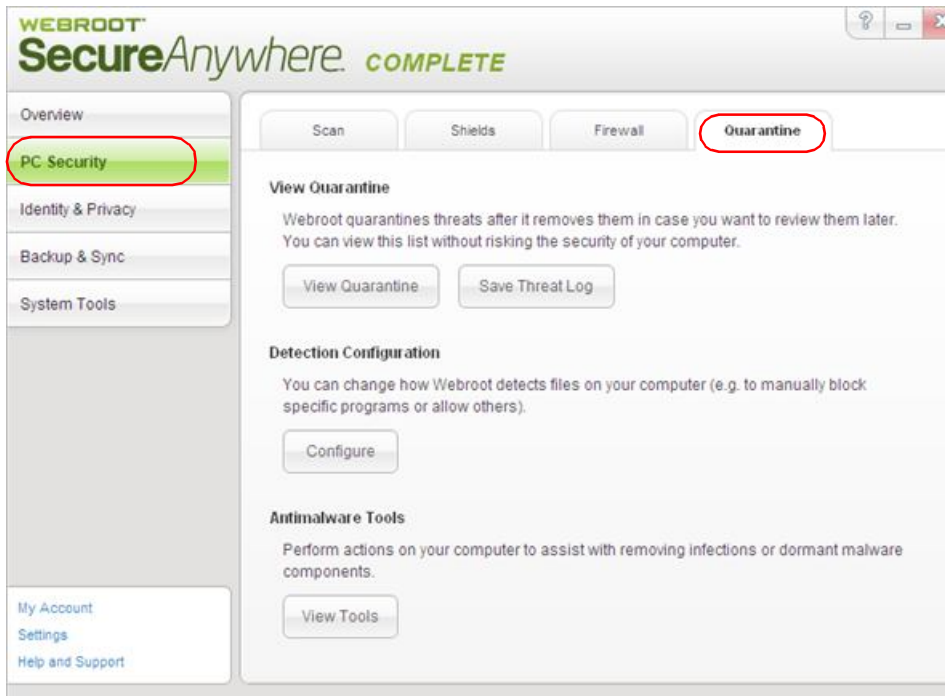 WEBROOT
SecureAnywhere. COMPLETE
?
Overview
PC Security
Identity & Privacy
Backup & Sync
System Tools
Scan
Shields
Firewall
Quarantine
View Quarantine
Webroot quarantines threats after it removes them in case you want to review them later.
You can view this list without risking the security of your computer.
View Quarantine
Save Threat Log
Detection Configuration
You can change how Webroot detects files on your computer (e.g. to manually block
specific programs or allow others).
Configure
Antimalware Tools
Perform actions on your computer to assist with removing infections or dormant malware
components.
View Tools
My Account
Settings
Help and Support